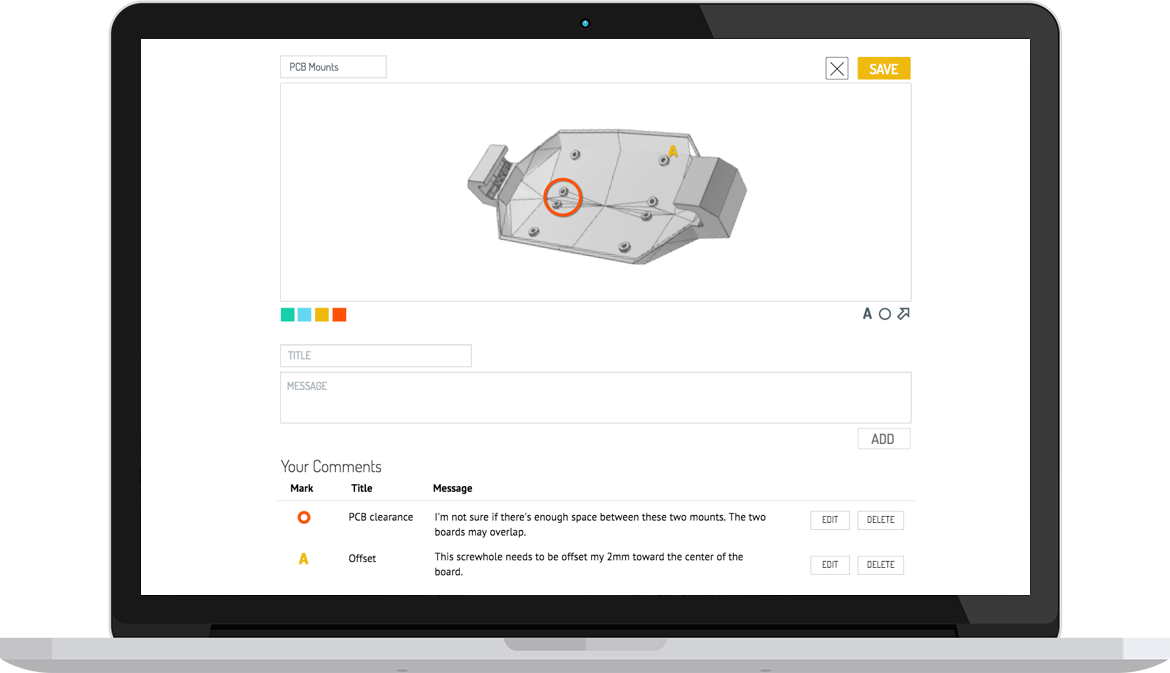 PCB Mounts
SAVE
A
A
TITLE
MESSAGE
ADD
Your Comments
Mark Title Message
PCB clearance I'm not sure if there's enough space between these two mounts. The two EDIT DELETE
boards may overlap.
A Offset This screwhole needs to be offset my 2mm toward the center of the EDIT DELETE
board.